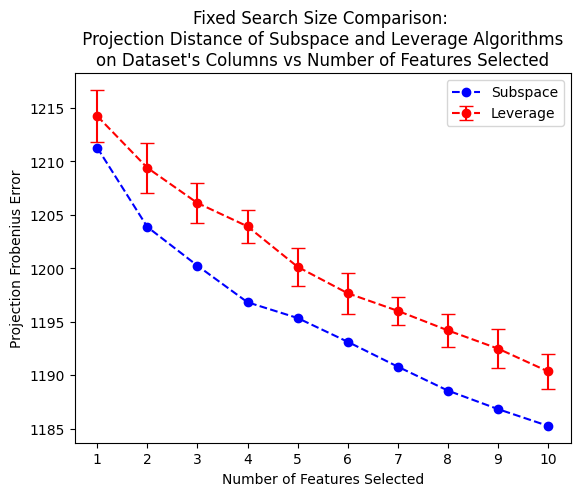 Fixed Search Size Comparison:
Projection Distance of Subspace and Leverage Algorithms
on Dataset's Columns vs Number of Features Selected
Subspace
Leverage
Projection Frobenius Error
1215
1210
1205
1200
1195
1190
1185
1 2 3 4 5 6 7 8 9 10
Number of Features Selected